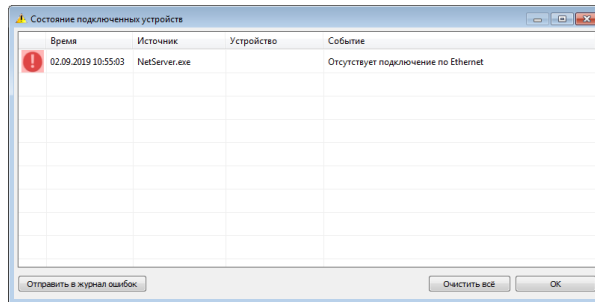 Состояние подключенных устройств
Время Источник Устройство Событие
02.09.2019 10:55:03 NetServer.exe Отсутствует подключение по Ethernet
Отправить в журнал ошибок Очистить всё OK